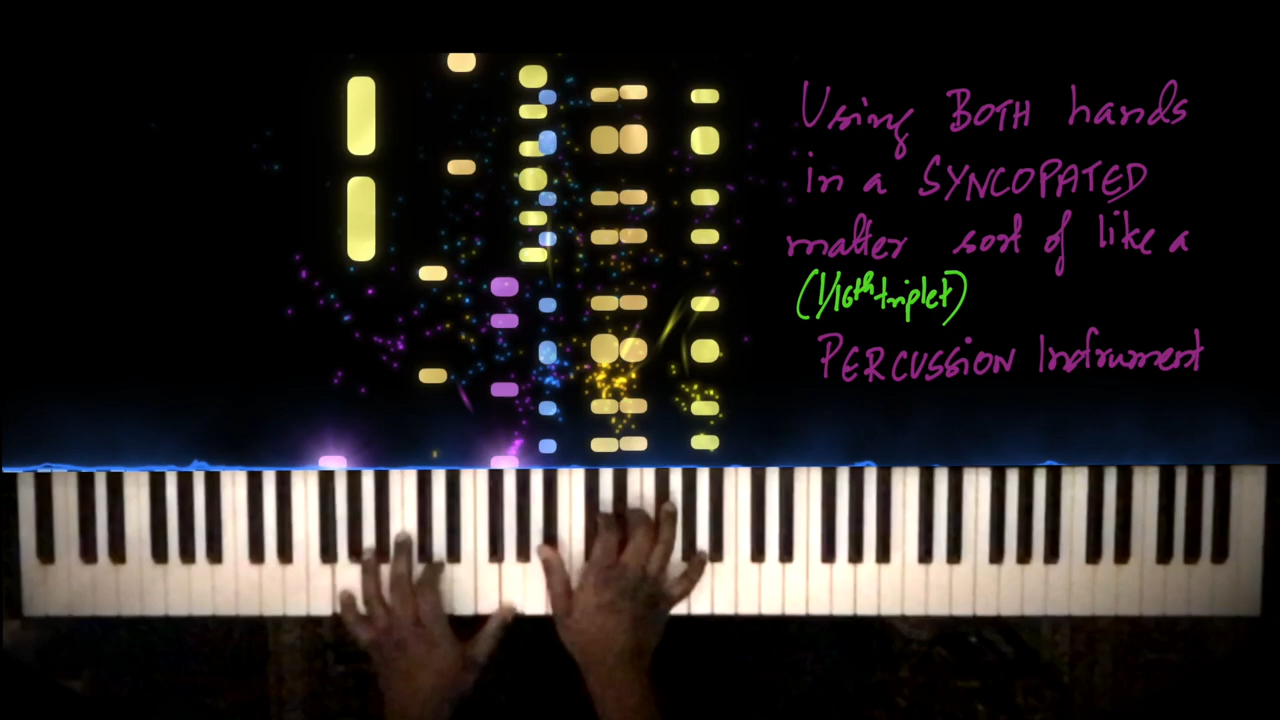 Using BOTH hands
in a SYNCOPATED
matter sort of like a
(1/16th triplet)
PERCUSSION Instrument